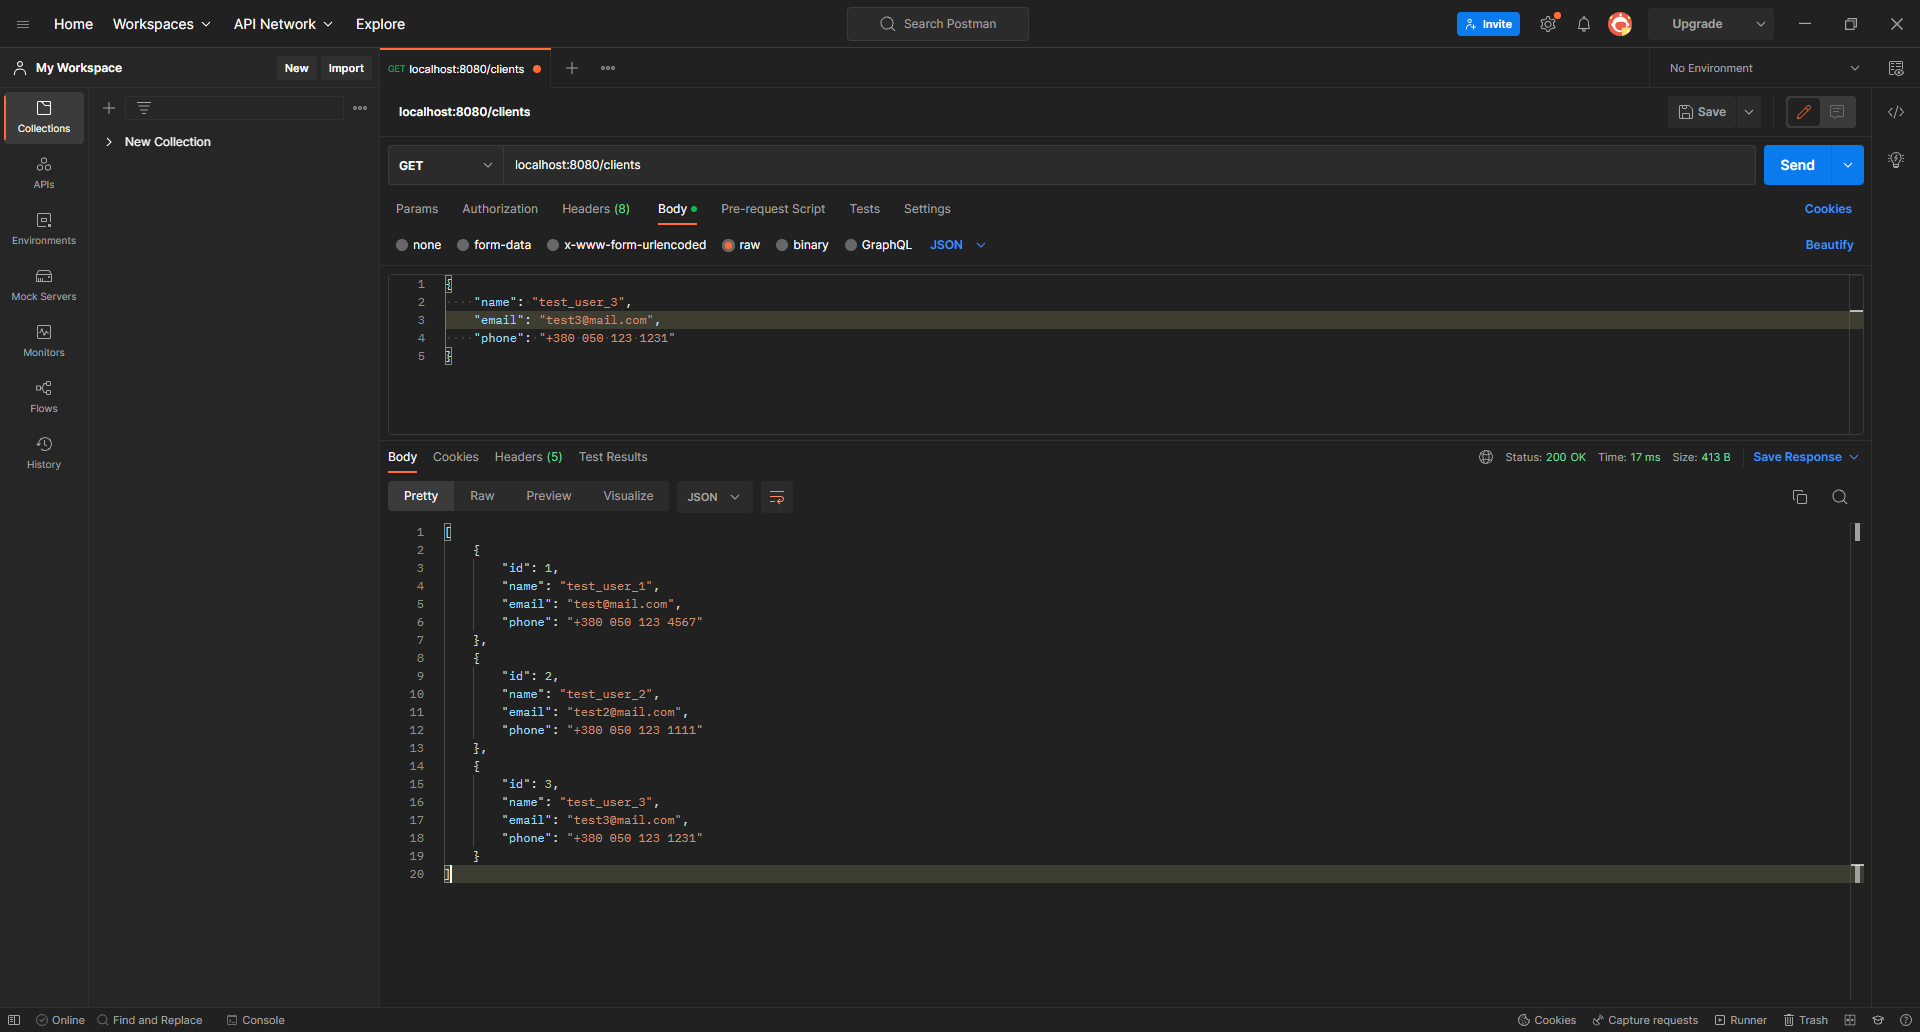 Home Workspaces API Network Explore Search Postman Invite Upgrade
My Workspace New Import GET localhost:8080/clients No Environment
localhost:8080/clients Save
Collections
New Collection
APIs
Environments
Mock Servers
Monitors
Flows
History
GET localhost:8080/clients Send
Params Authorization Headers (8) Body Pre-request Script Tests Settings Cookies
none form-data x-www-form-urlencoded raw binary GraphQL JSON Beautify
1 {
2 "name": "test_user_3",
3 "email": "test3@mail.com",
4 "phone": "+380 050 123 1231"
5 }
Body Cookies Headers (5) Test Results Status: 200 OK Time: 17 ms Size: 413 B Save Response
Pretty Raw Preview Visualize JSON
1 [
2 {
3 "id": 1,
4 "name": "test_user_1",
5 "email": "test@mail.com",
6 "phone": "+380 050 123 4567"
7 },
8 {
9 "id": 2,
10 "name": "test_user_2",
11 "email": "test2@mail.com",
12 "phone": "+380 050 123 1111"
13 },
14 {
15 "id": 3,
16 "name": "test_user_3",
17 "email": "test3@mail.com",
18 "phone": "+380 050 123 1231"
19 }
20 ]
Online Find and Replace Console Cookies Capture requests Runner Trash